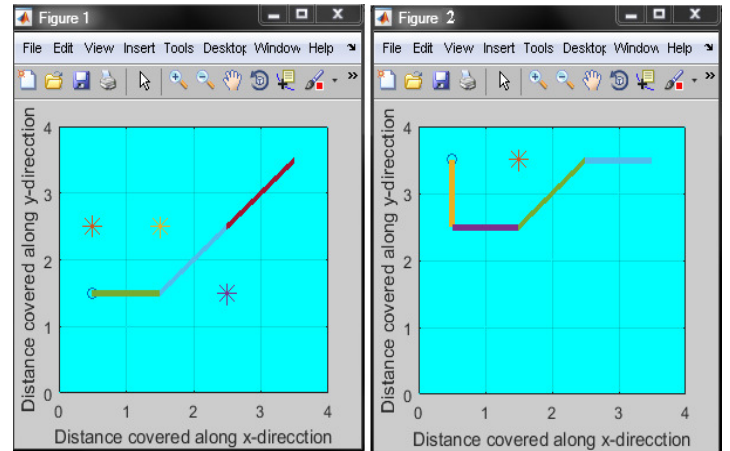 Figure 1
File Edit View Insert Tools Desktop Window Help
Distance covered along y-direcction
4
3
2
1
0
0 1 2 3 4
Distance covered along x-direcction
Figure 2
File Edit View Insert Tools Desktop Window Help
Distance covered along y-direcction
4
3
2
1
0
0 1 2 3 4
Distance covered along x-direcction